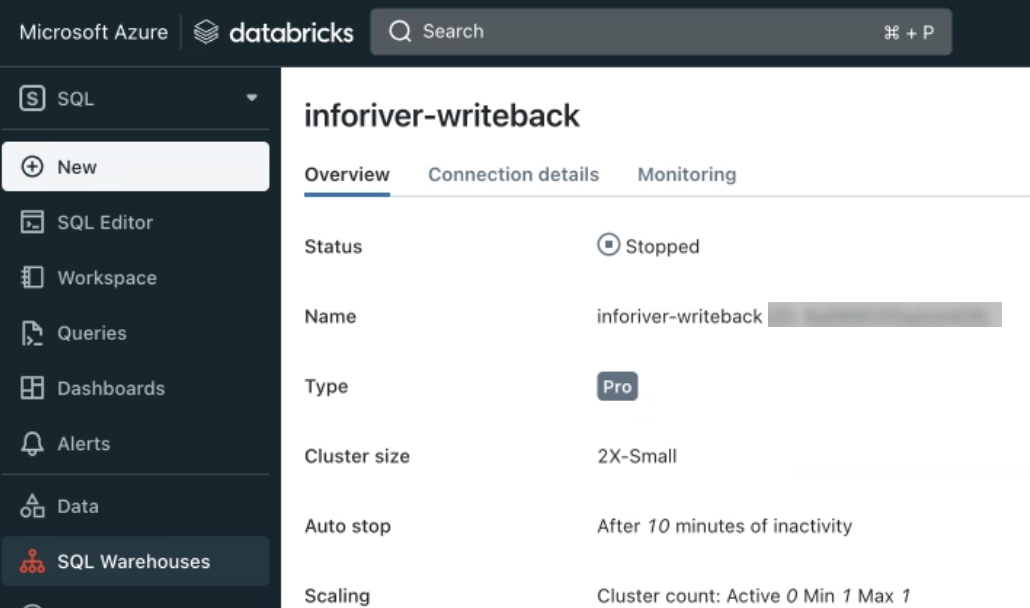 Microsoft Azure databricks Search ⌘ + P
S SQL
New
SQL Editor
Workspace
Queries
Dashboards
Alerts
Data
SQL Warehouses
inforiver-writeback
Overview Connection details Monitoring
Status Stopped
Name inforiver-writeback
Type Pro
Cluster size 2X-Small
Auto stop After 10 minutes of inactivity
Scaling Cluster count: Active 0 Min 1 Max 1